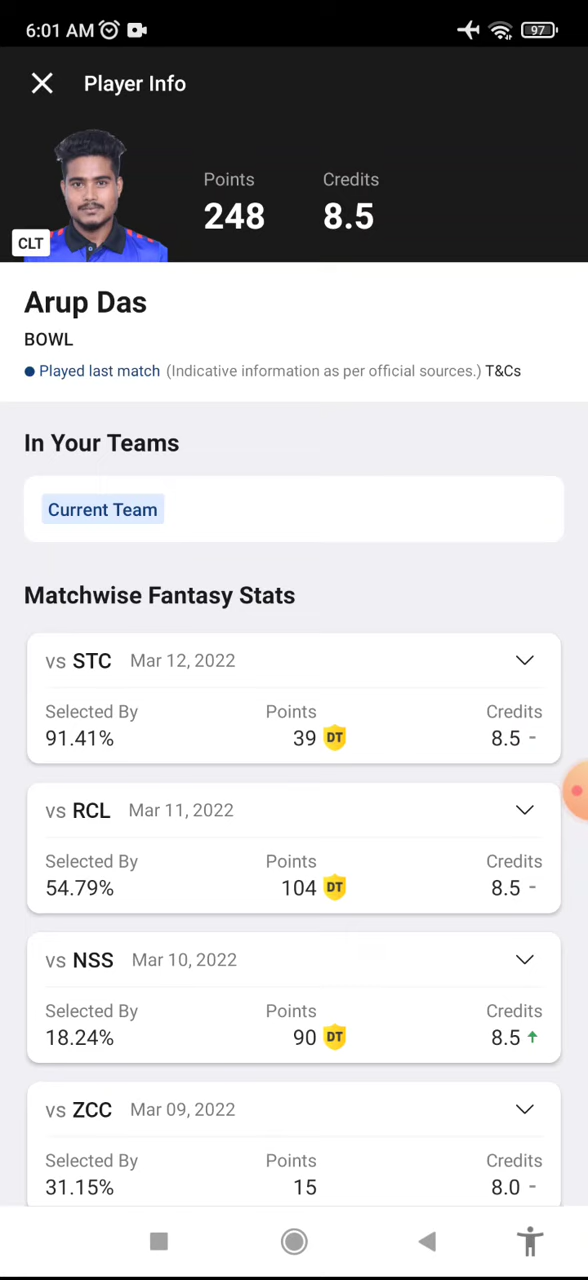 6:01 AM
97
Player Info
Points Credits
248 8.5
CLT
Arup Das
BOWL
Played last match (Indicative information as per official sources.) T&Cs
In Your Teams
Current Team
Matchwise Fantasy Stats
vs STC Mar 12, 2022
Selected By Points Credits
91.41% 39 DT 8.5 -
vs RCL Mar 11, 2022
Selected By Points Credits
54.79% 104 DT 8.5 -
vs NSS Mar 10, 2022
Selected By Points Credits
18.24% 90 DT 8.5
vs ZCC Mar 09, 2022
Selected By Points Credits
31.15% 15 8.0 -